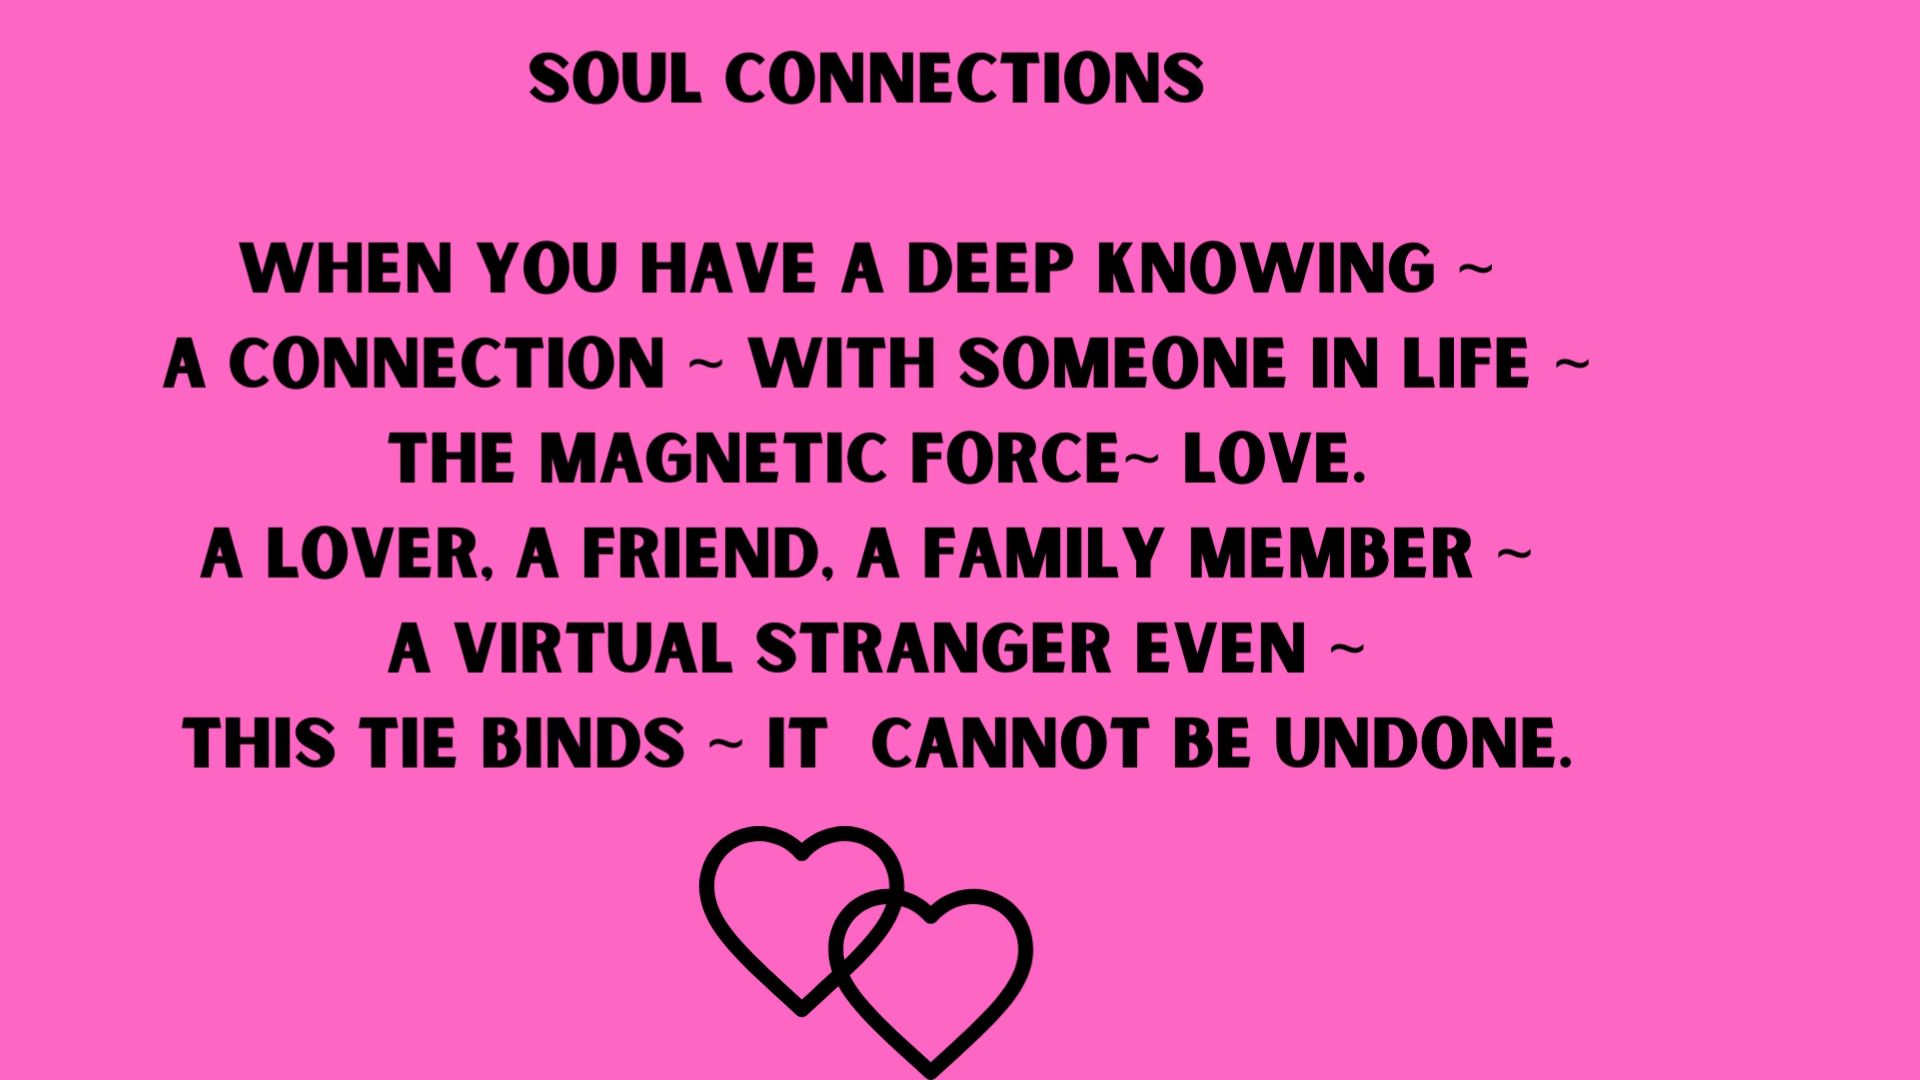 SOUL CONNECTIONS
WHEN YOU HAVE A DEEP KNOWING ~
A CONNECTION ~ WITH SOMEONE IN LIFE ~
THE MAGNETIC FORCE~ LOVE.
A LOVER, A FRIEND, A FAMILY MEMBER ~
A VIRTUAL STRANGER EVEN ~
THIS TIE BINDS ~ IT  CANNOT BE UNDONE.